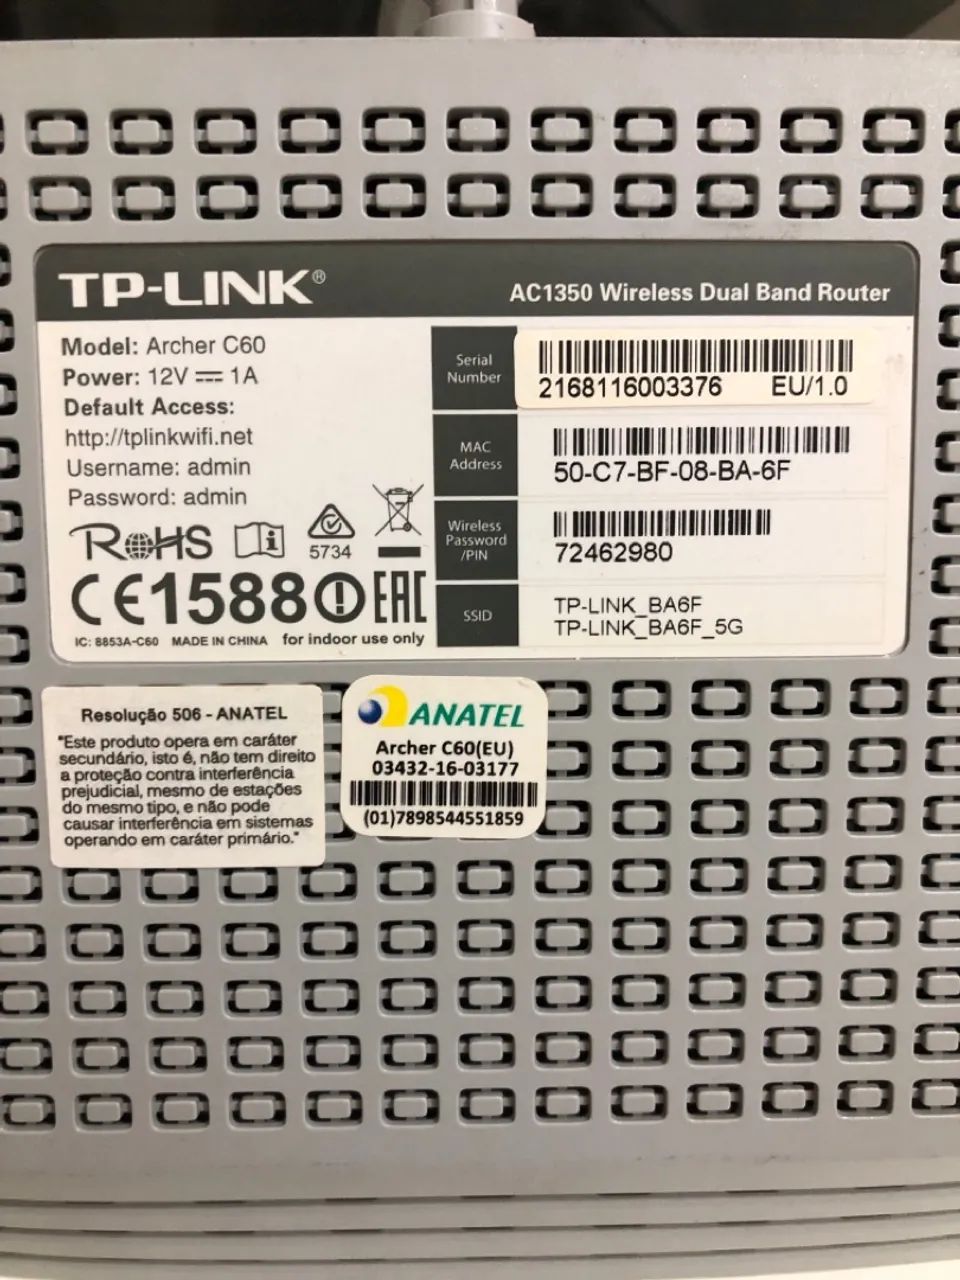 TP-LINK®
AC1350 Wireless Dual Band Router
Model: Archer C60
Power: 12V 1A
Default Access:
http://tplinkwifi.net
Username: admin
Password: admin
RoHS
5734
CE1588 EAC
IC: 8853A-C60 MADE IN CHINA for indoor use only
Serial
Number
2168116003376 EU/1.0
MAC
Address
50-C7-BF-08-BA-6F
Wireless
Password
/PIN
72462980
SSID
TP-LINK_BA6F
TP-LINK_BA6F_5G
Resolução 506 - ANATEL
"Este produto opera em caráter
secundário, isto é, não tem direito
a proteção contra interferência
prejudicial, mesmo de estações
do mesmo tipo, e não pode
causar interferência em sistemas
operando em caráter primário."
ANATEL
Archer C60(EU)
03432-16-03177
(01)7898544551859